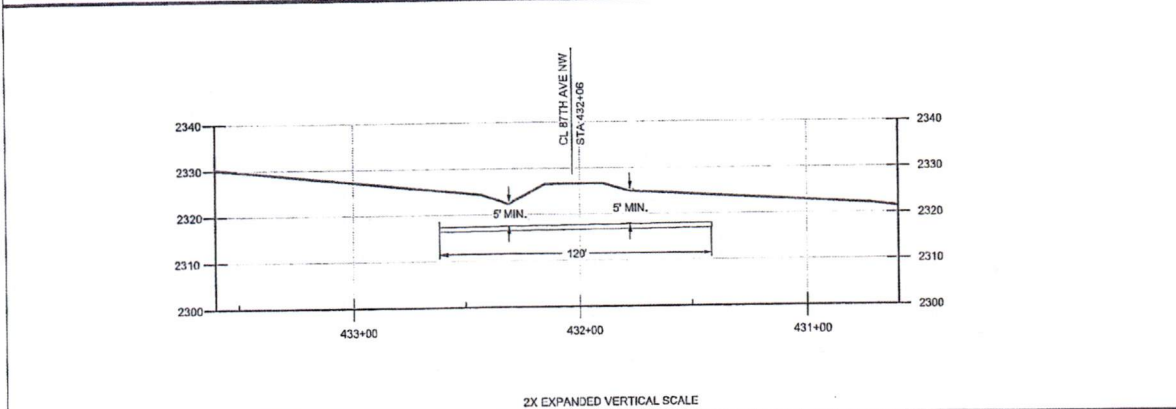 CL 87TH AVE NW
STA:432+06
2340
2330
2320
2310
2300
2340
2330
2320
2310
2300
5' MIN.
5' MIN.
120'
433+00
432+00
431+00
2X EXPANDED VERTICAL SCALE